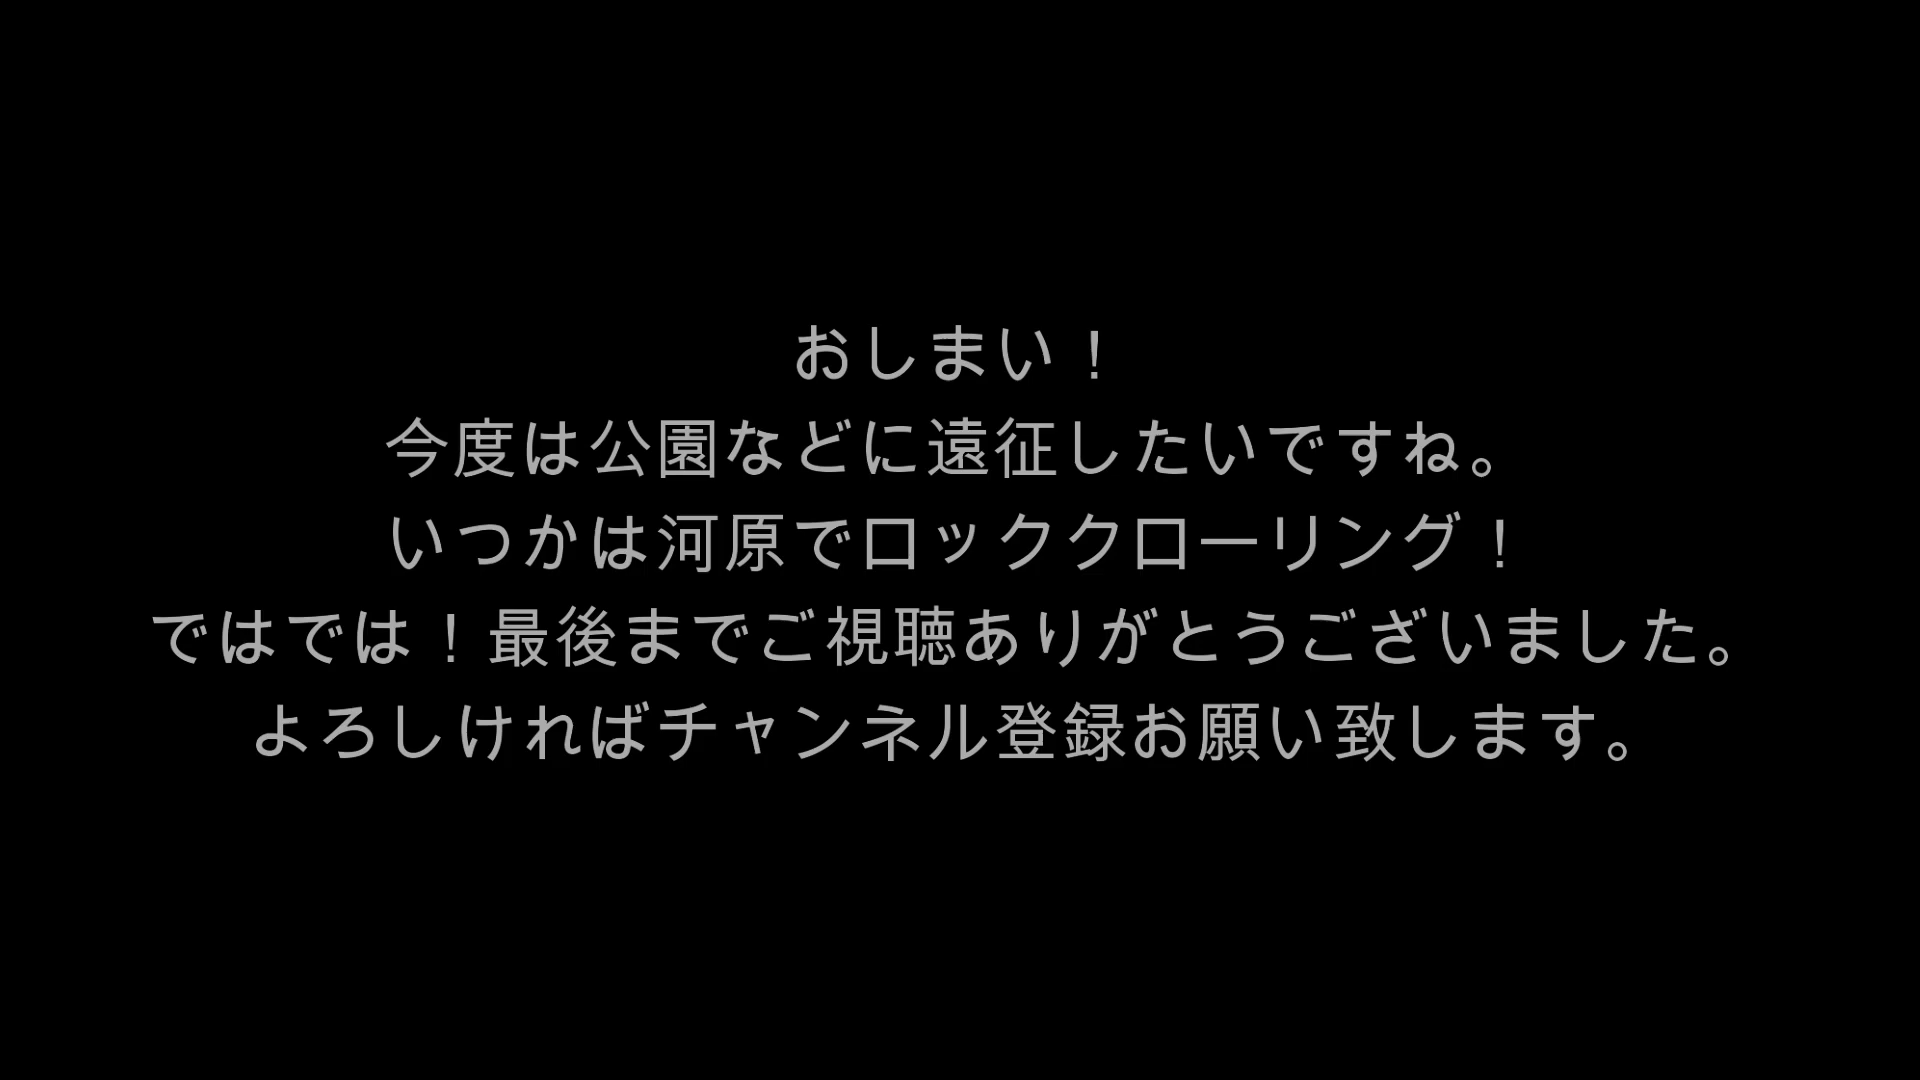 おしまい！
今度は公園などに遠征したいですね。
いつかは河原でロッククローリング！
ではでは！最後までご視聴ありがとうございました。
よろしければチャンネル登録お願い致します。